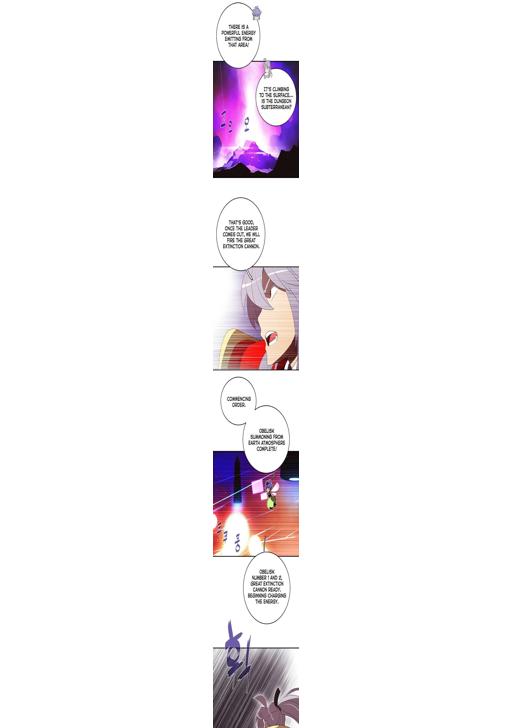 THERE IS A
POWERFUL ENERGY
EMITTING FROM
THAT AREA!
IT'S CLIMBING
TO THE SURFACE...
IS THE DUNGEON
SUBTERRANEAN?
THAT'S GOOD,
ONCE THE LEADER
COMES OUT, WE WILL
FIRE THE GREAT
EXTINCTION CANNON.
COMMENCING
ORDER.
OBELISK
SUMMONING FROM
EARTH ATMOSPHERE
COMPLETE!
OBELISK
NUMBER 1 AND 2,
GREAT EXTINCTION
CANNON READY.
BEGINNING CHARGING
THE ENERGY.